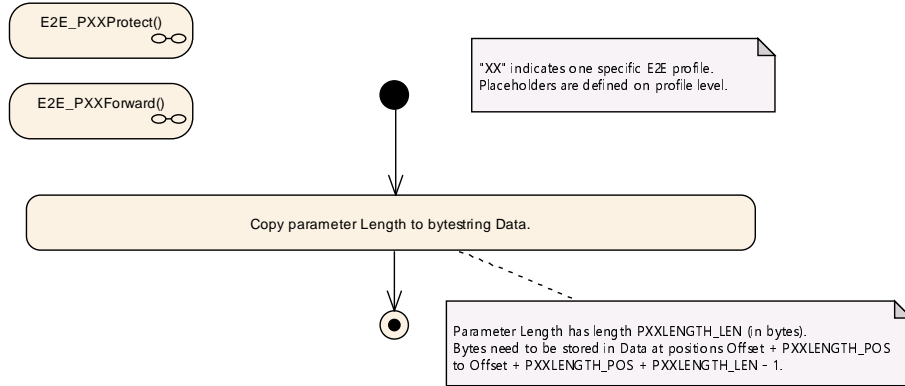 E2E_PXXProtect()
E2E_PXXForward()
"XX" indicates one specific E2E profile.
Placeholders are defined on profile level.
Copy parameter Length to bytestring Data.
Parameter Length has length PXXLENGTH_LEN (in bytes).
Bytes need to be stored in Data at positions Offset + PXXLENGTH_POS
to Offset + PXXLENGTH_POS + PXXLENGTH_LEN - 1.